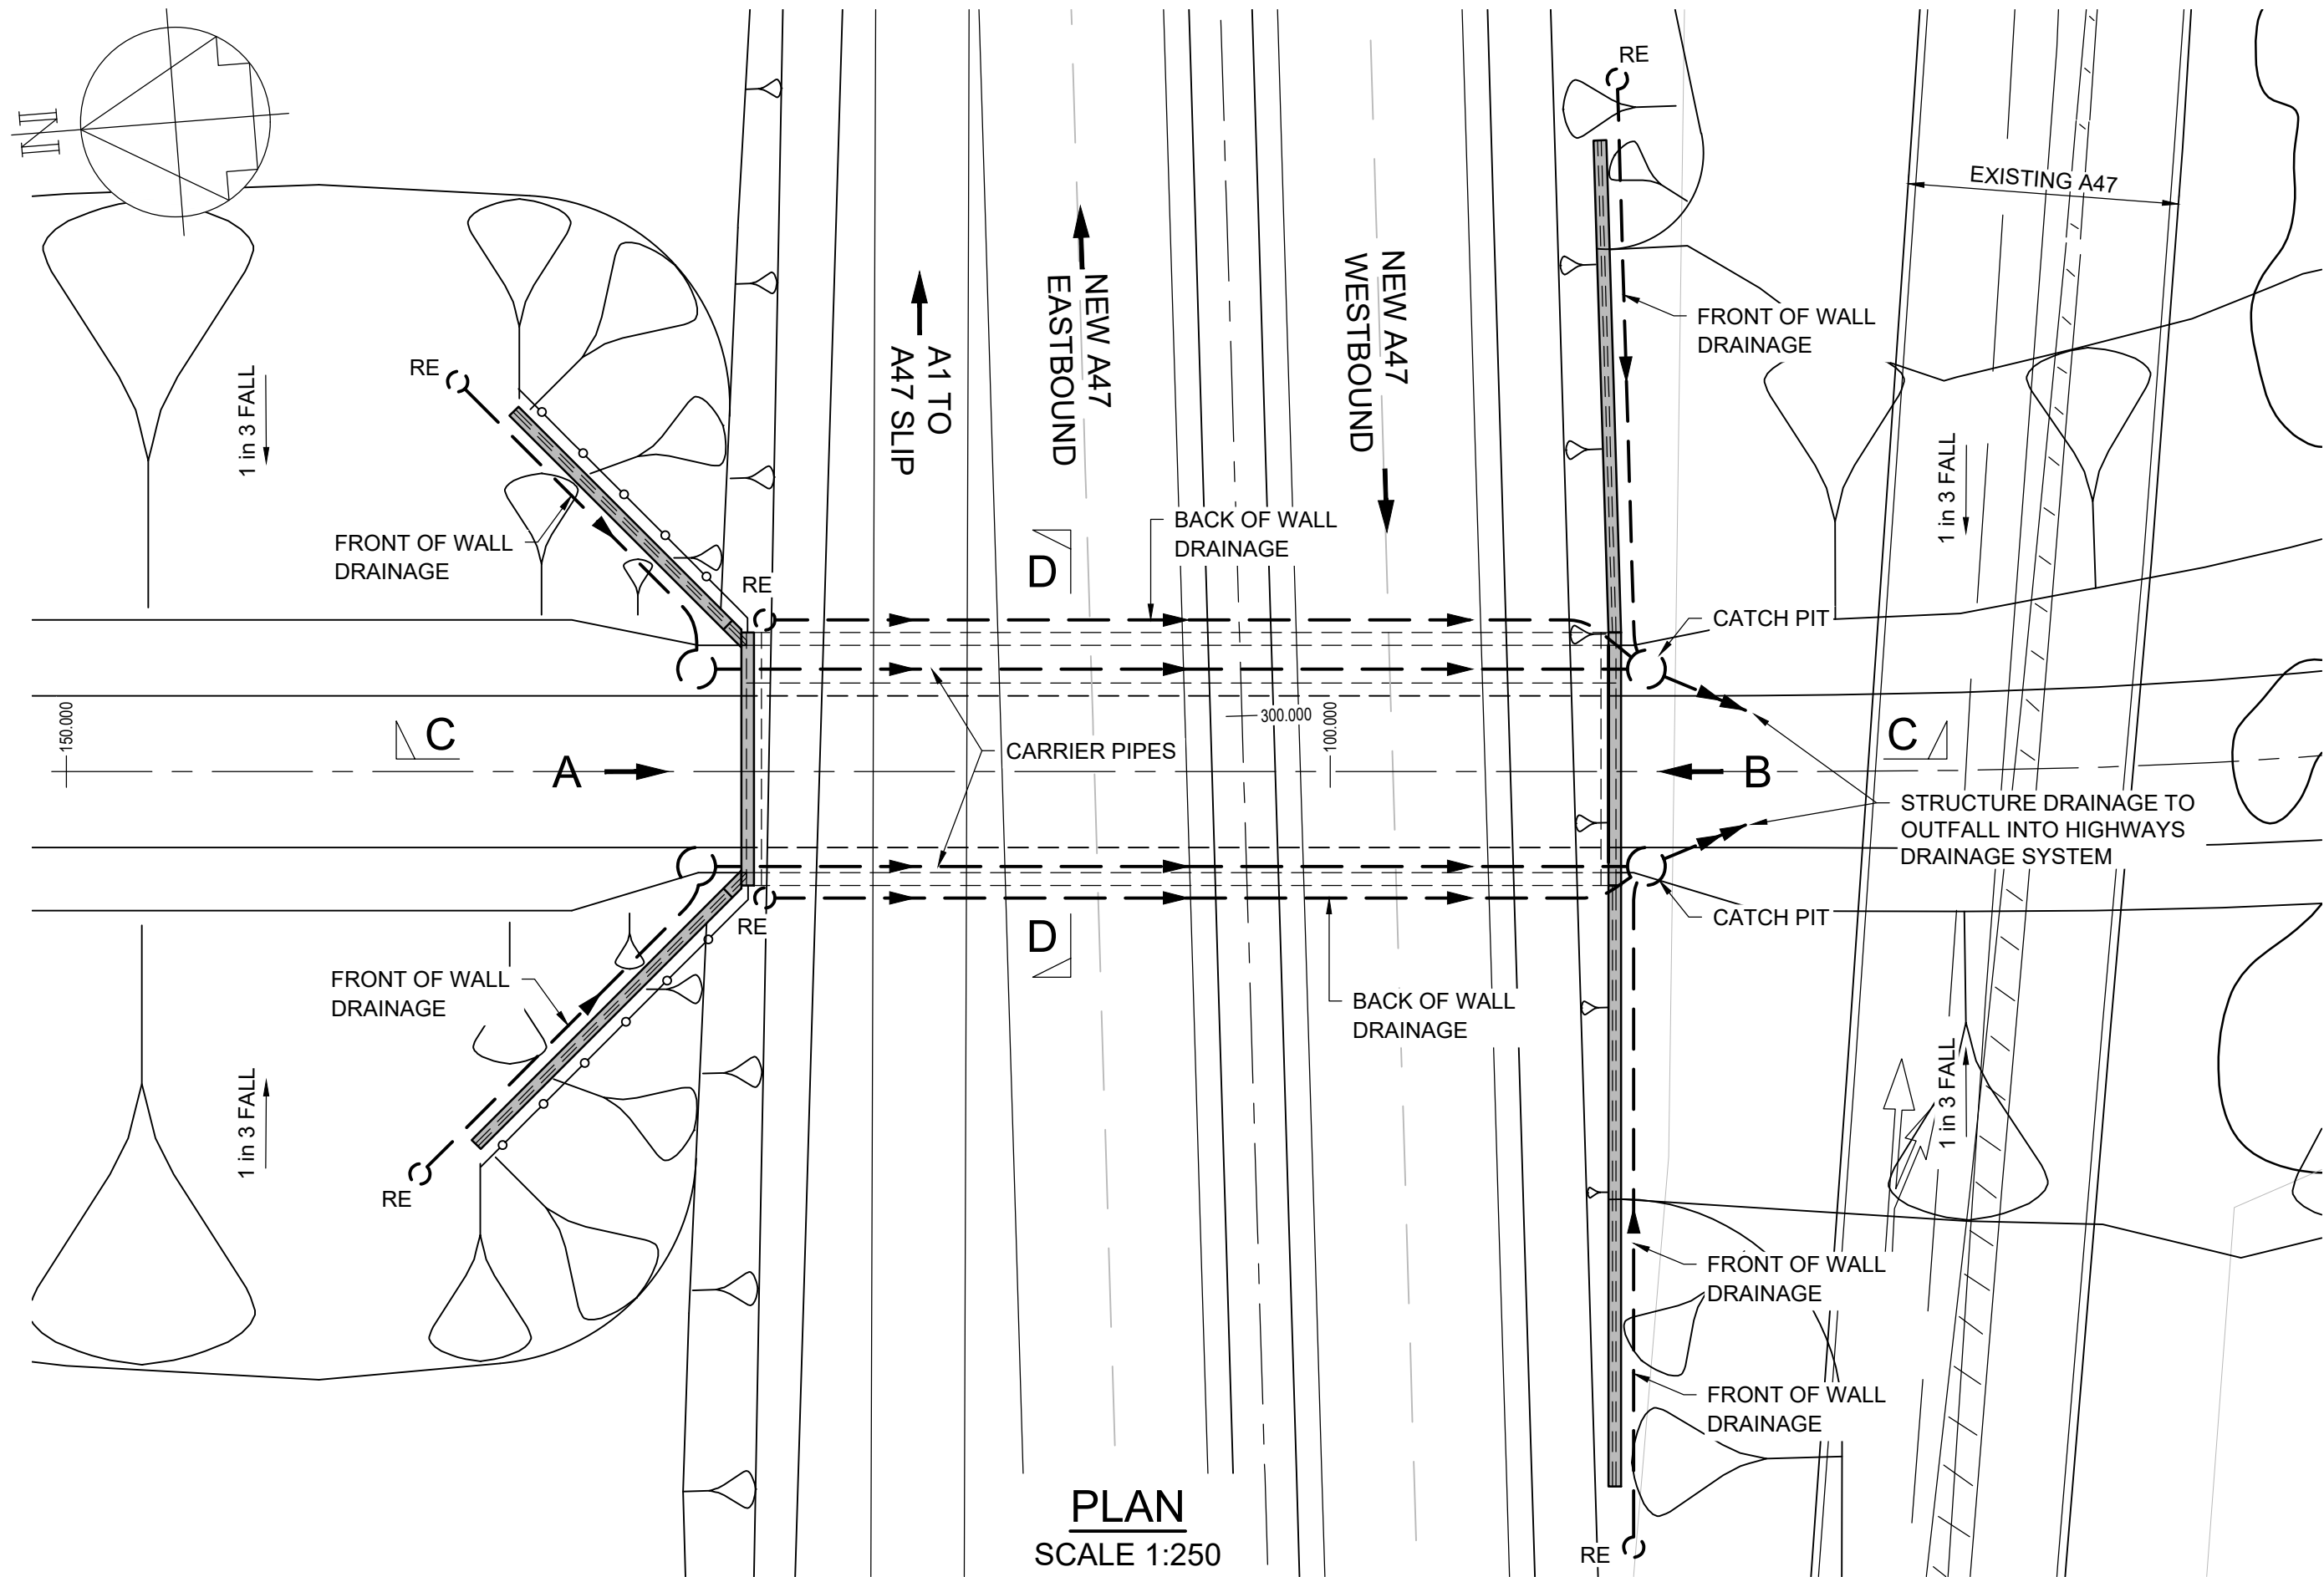 N
RE
EXISTING A47
FRONT OF WALL
DRAINAGE
NEW A47
EASTBOUND
NEW A47
WESTBOUND
A1 TO
A47 SLIP
RE
1 in 3 FALL
1 in 3 FALL
FRONT OF WALL
DRAINAGE
BACK OF WALL
DRAINAGE
D
RE
CATCH PIT
150.000
C
300.000
100.000
C
CARRIER PIPES
A
B
STRUCTURE DRAINAGE TO
OUTFALL INTO HIGHWAYS
DRAINAGE SYSTEM
RE
D
CATCH PIT
FRONT OF WALL
DRAINAGE
BACK OF WALL
DRAINAGE
1 in 3 FALL
1 in 3 FALL
RE
FRONT OF WALL
DRAINAGE
FRONT OF WALL
DRAINAGE
PLAN
SCALE 1:250
RE